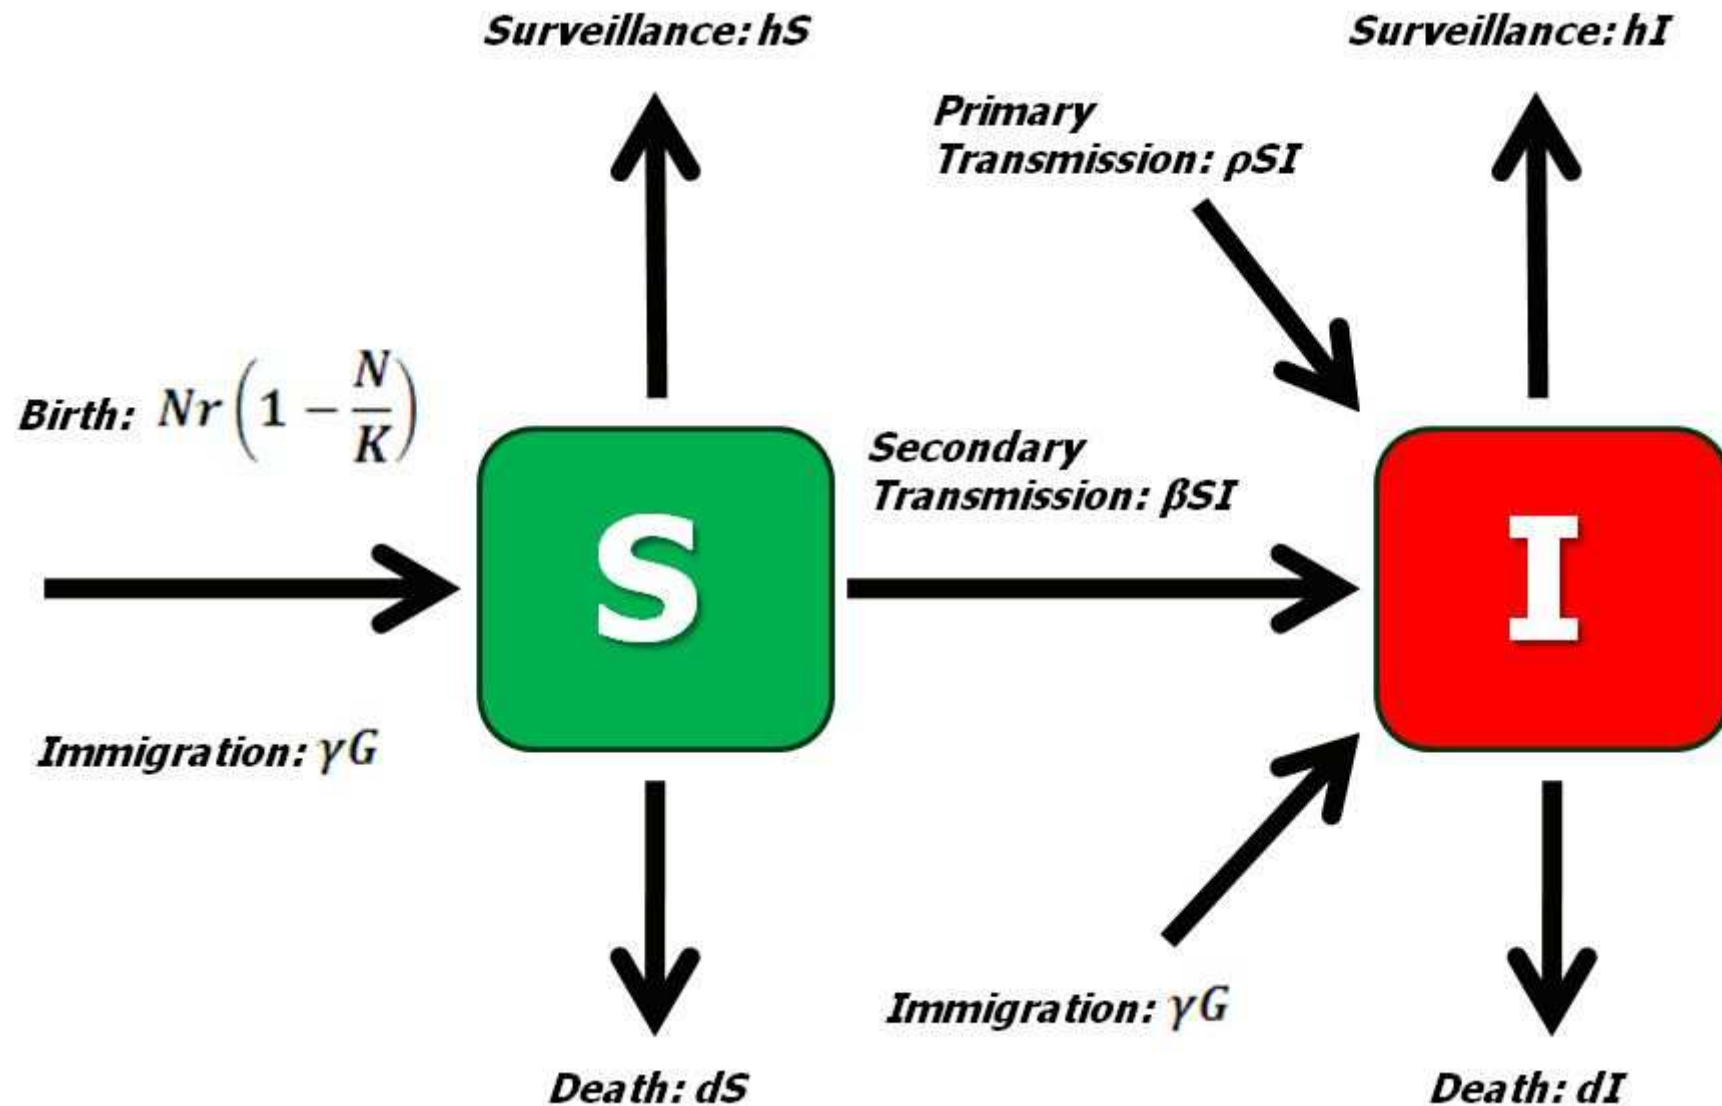 Surveillance: hS
Surveillance: hI
Primary
Transmission: ρSI
Birth: Nr(1 − N/K)
Secondary
Transmission: βSI
S
I
Immigration: γG
Immigration: γG
Death: dS
Death: dI